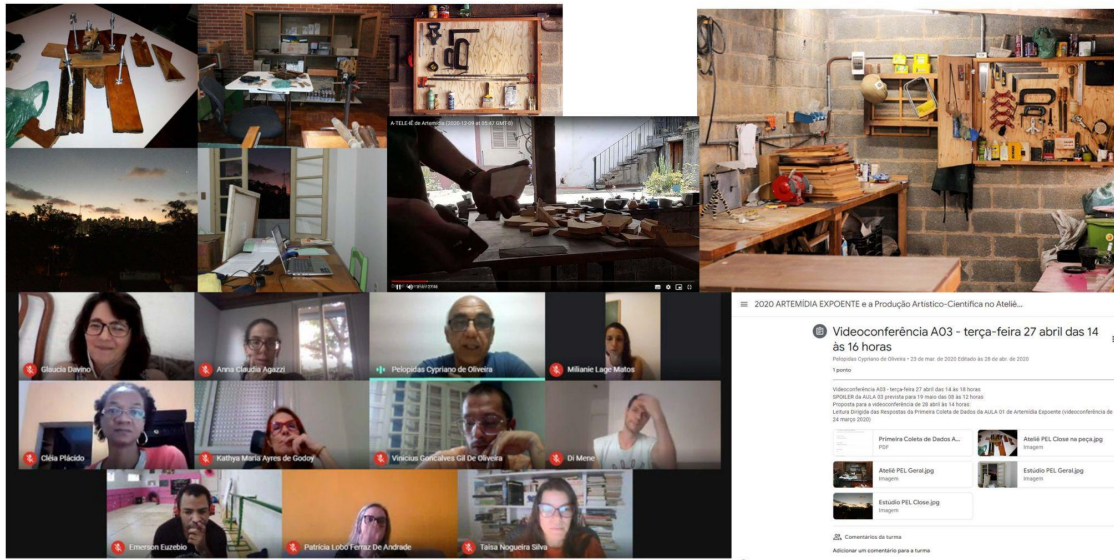 A-TELE-IÊ de Artemídia (2020-12-09 at 05:47 GMT-8)
Glaucia Davino
Anna Claudia Agazzi
Pelopidas Cypriano de Oliveira
Milianie Lage Matos
Cléia Plácido
Kathya Maria Ayres de Godoy
Vinicius Goncalves Gil De Oliveira
Di Mene
Emerson Euzebio
Patrícia Lobo Ferraz De Andrade
Taisa Nogueira Silva
2020 ARTEMÍDIA EXPOENTE e a Produção Artístico-Científica no Ateliê...
Videoconferência A03 - terça-feira 27 abril das 14
às 16 horas
Pelopidas Cypriano de Oliveira • 23 de mar. de 2020 Editado às 28 de abr. de 2020
1 ponto
Videoconferência A03 - terça-feira 27 abril das 14 às 18 horas
SPOILER da AULA 03 prevista para 19 maio das 08 às 12 horas
Proposta para a videoconferência de 28 abril às 14 horas:
Leitura Dirigida das Respostas da Primeira Coleta de Dados da AULA 01 de Artemídia Expoente (videoconferência de
24 março 2020)
Primeira Coleta de Dados A...
PDF
Ateliê PEL Close na peça.jpg
Imagem
Ateliê PEL Geral.jpg
Imagem
Estúdio PEL Geral.jpg
Imagem
Estúdio PEL Close.jpg
Imagem
Comentários da turma
Adicionar um comentário para a turma